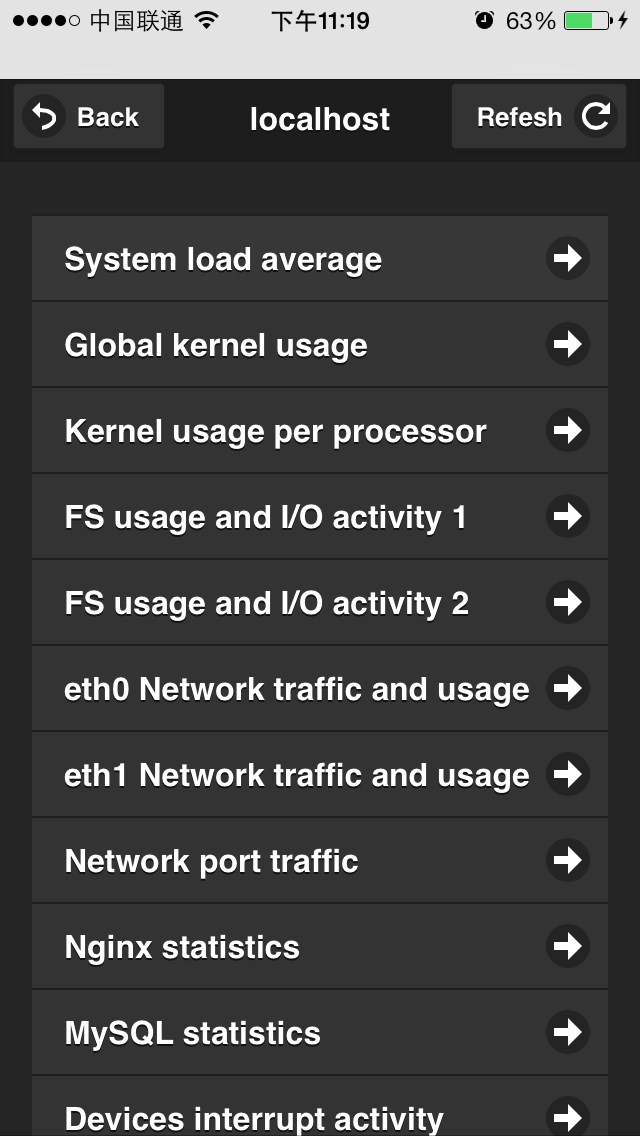 中国联通 下午11:19 63%
Back localhost Refesh
System load average
Global kernel usage
Kernel usage per processor
FS usage and I/O activity 1
FS usage and I/O activity 2
eth0 Network traffic and usage
eth1 Network traffic and usage
Network port traffic
Nginx statistics
MySQL statistics
Devices interrupt activity